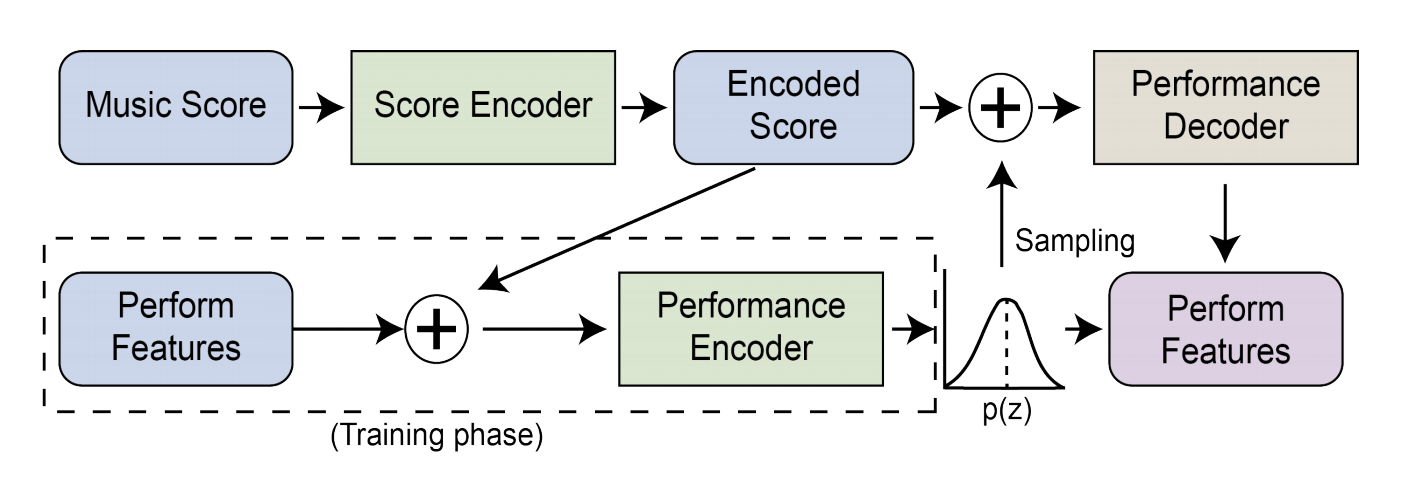 Music Score
Score Encoder
Encoded
Score
+
Performance
Decoder
Sampling
Perform
Features
+
Performance
Encoder
Perform
Features
p(z)
(Training phase)